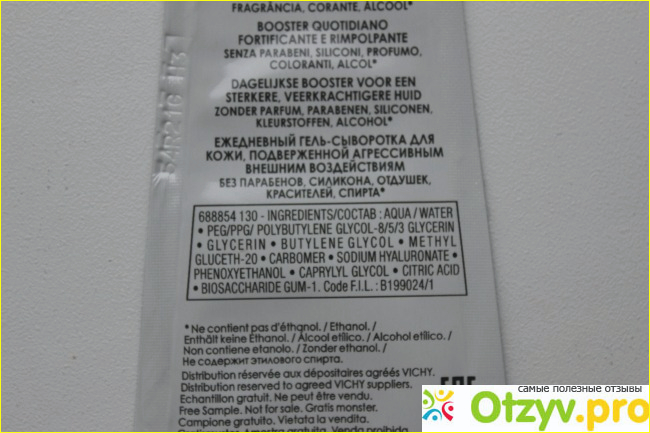 FRAGRÂNCIA, CORANTE, ALCOOL*
BOOSTER QUOTIDIANO
FORTIFICANTE E RIMPOLPANTE
SENZA PARABENI, SILICONI, PROFUMO,
COLORANTI, ALCOL*
DAGELIJKSE BOOSTER VOOR EEN
STERKERE, VEERKRACHTIGERE HUID
ZONDER PARFUM, PARABENEN, SILICONEN,
KLEURSTOFFEN, ALCOHOL*
ЕЖЕДНЕВНЫЙ ГЕЛЬ-СЫВОРОТКА ДЛЯ
КОЖИ, ПОДВЕРЖЕННОЙ АГРЕССИВНЫМ
ВНЕШНИМ ВОЗДЕЙСТВИЯМ
БЕЗ ПАРАБЕНОВ, СИЛИКОНА, ОТДУШЕК,
КРАСИТЕЛЕЙ, СПИРТА*
688854 130 - INGREDIENTS/СОСТАВ : AQUA / WATER
• PEG/PPG/ POLYBUTYLENE GLYCOL-8/5/3 GLYCERIN
• GLYCERIN • BUTYLENE GLYCOL • METHYL
GLUCETH-20 • CARBOMER • SODIUM HYALURONATE •
PHENOXYETHANOL • CAPRYLYL GLYCOL • CITRIC ACID
• BIOSACCHARIDE GUM-1. Code F.I.L. : B199024/1
*Ne contient pas d'éthanol. / Ethanol. /
Enthält keine Ethanol. / Álcool etílico. / Alcohol etílico. /
Non contiene etanolo. / Zonder ethanol. /
Не содержит этилового спирта.
Distribution réservée aux dépositaires agréés VICHY.
Distribution reserved to agreed VICHY suppliers.
Echantillon gratuit. Ne peut être vendu.
Free Sample. Not for sale. Gratis monster.
Campione gratuito. Vietata la vendita.
самые полезные отзывы
Otzyv.pro